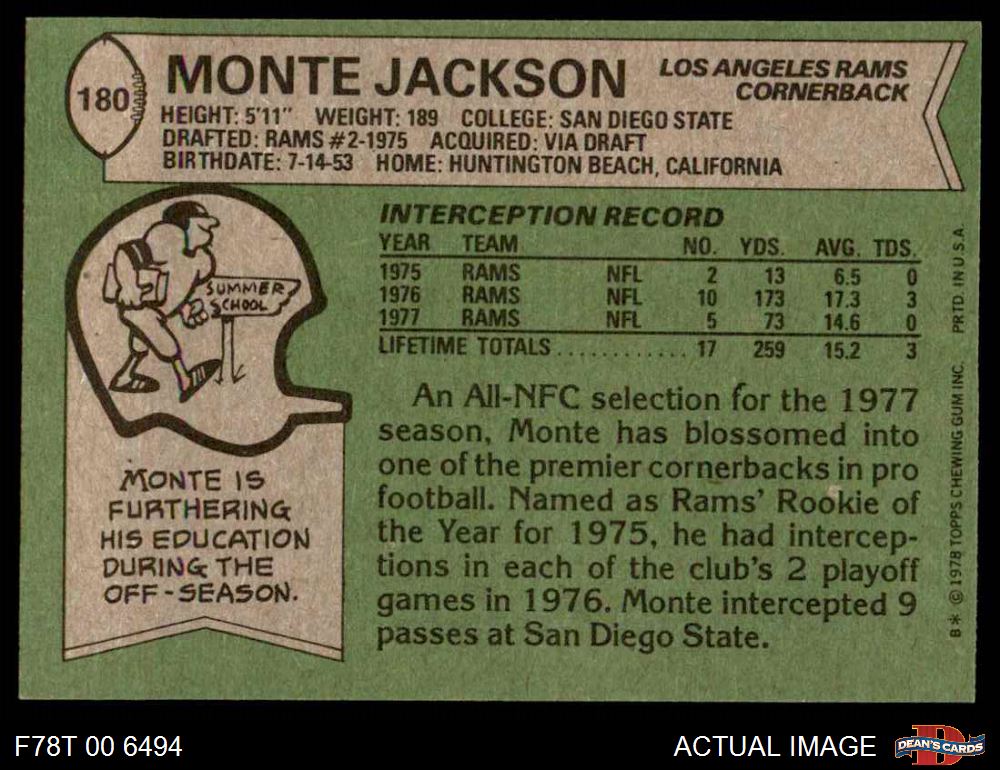 180
MONTE JACKSON
LOS ANGELES RAMS
CORNERBACK
HEIGHT: 5'11" WEIGHT: 189 COLLEGE: SAN DIEGO STATE
DRAFTED: RAMS #2-1975 ACQUIRED: VIA DRAFT
BIRTHDATE: 7-14-53 HOME: HUNTINGTON BEACH, CALIFORNIA
SUMMER
SCHOOL
MONTE IS
FURTHERING
HIS EDUCATION
DURING THE
OFF-SEASON.
INTERCEPTION RECORD
YEAR TEAM NO. YDS. AVG. TDS.
1975 RAMS NFL 2 13 6.5 0
1976 RAMS NFL 10 173 17.3 3
1977 RAMS NFL 5 73 14.6 0
LIFETIME TOTALS............ 17 259 15.2 3
An All-NFC selection for the 1977
season, Monte has blossomed into
one of the premier cornerbacks in pro
football. Named as Rams' Rookie of
the Year for 1975, he had intercep-
tions in each of the club's 2 playoff
games in 1976. Monte intercepted 9
passes at San Diego State.
B* © 1978 TOPPS CHEWING GUM INC. PRTD. IN U.S.A.
F78T 00 6494
ACTUAL IMAGE
D
DEAN'S CARDS